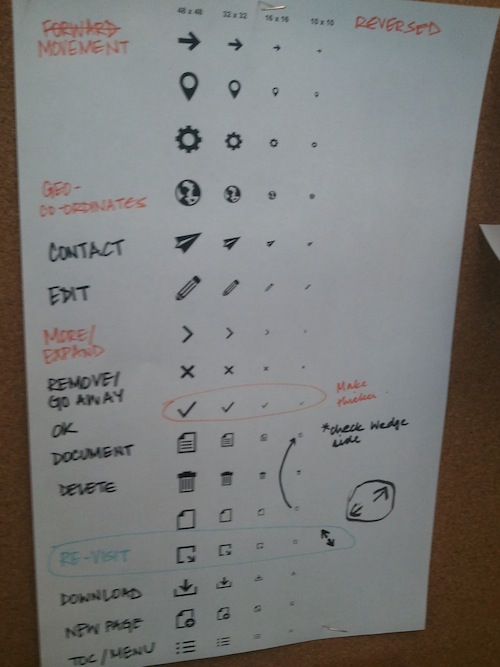 48 x 48 32 x 32 16 x 16 10 x 10
REVERSED
FORWARD
MOVEMENT
GEO-
CO-ORDINATES
CONTACT
EDIT
MORE/
EXPAND
REMOVE/
GO AWAY
Make
thicker
OK
*check Wedge
side
DOCUMENT
DELETE
RE-VISIT
DOWNLOAD
NEW PAGE
TOC/MENU